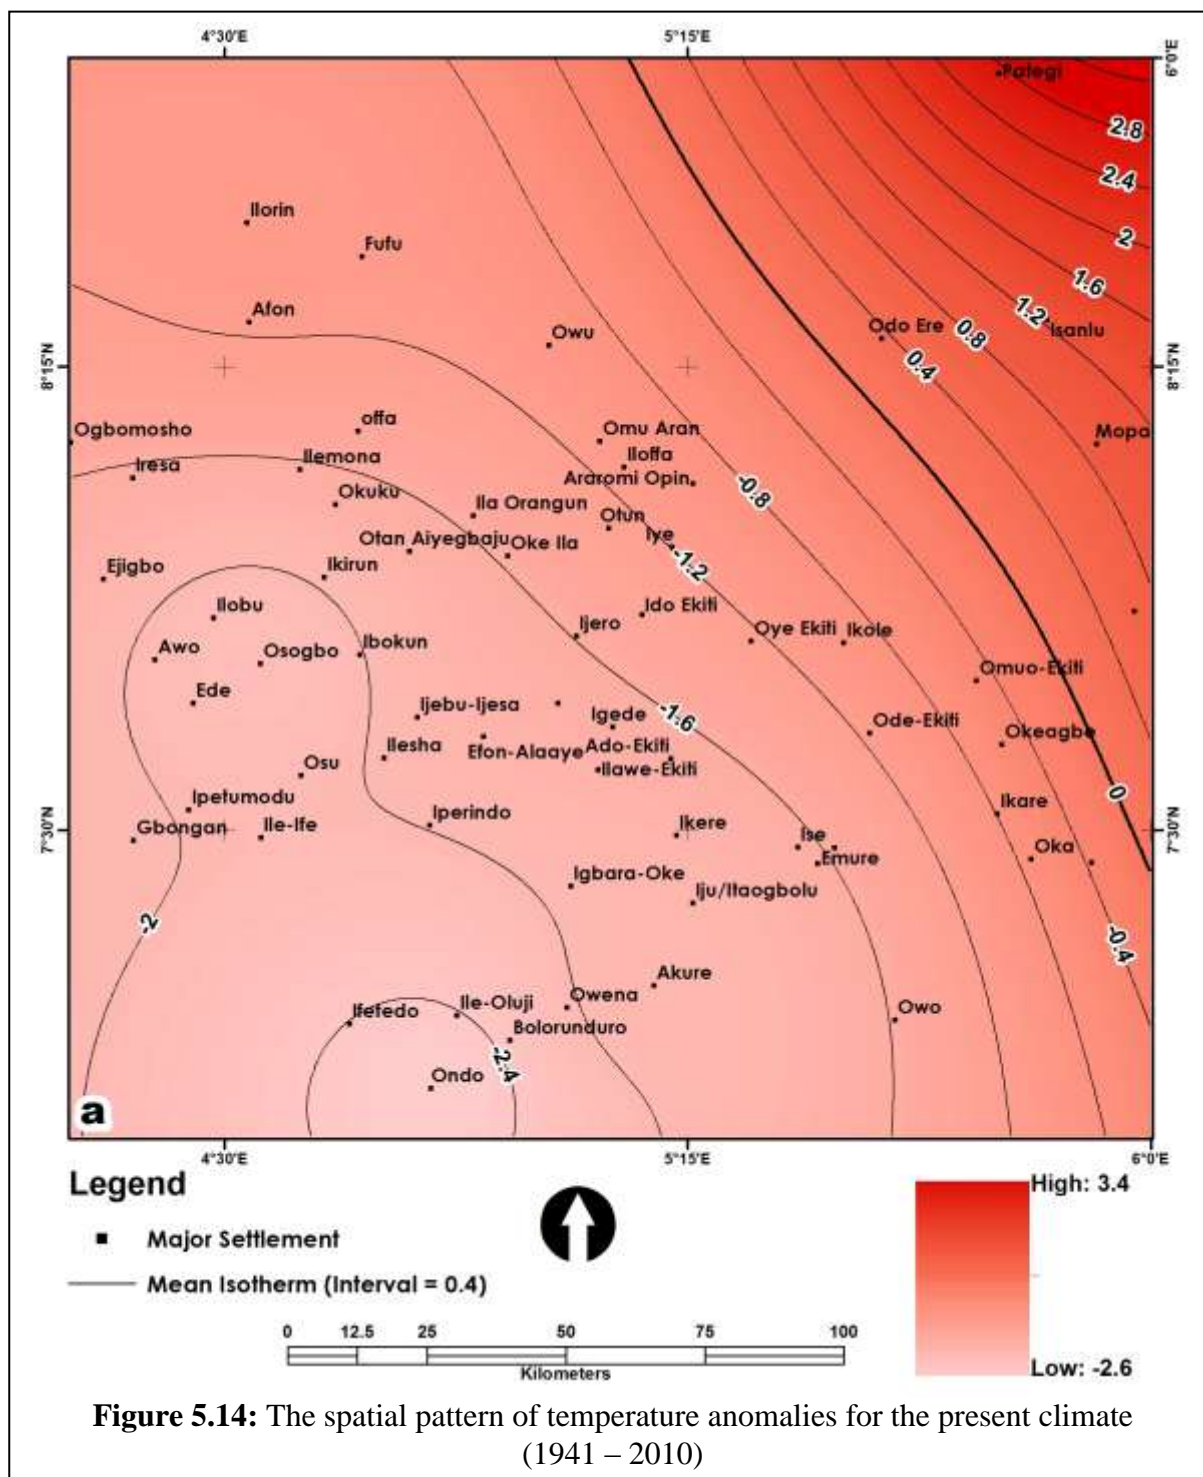 4°30'E
5°15'E
6°0'E
Pategi
2.8
2.4
2
Ilorin
Fufu
1.6
Afon
1.2
Isanlu
Odo Ere
0.8
Owu
0.4
8°15'N
8°15'N
Ogbomosho
offa
Omu Aran
Mopa
Iresa
Ilemona
Iloffa
Araromi Opin
-0.8
Okuku
Ila Orangun
Otun
Iye
Otan Aiyegbaju
Oke Ila
-1.2
Ejigbo
Ikirun
Ilobu
Ido Ekiti
Ijero
Oye Ekiti
Ikole
Awo
Osogbo
Ibokun
Omuo-Ekiti
Ede
Ijebu-Ijesa
Igede
-1.6
Ode-Ekiti
Okeagbe
Ilesha
Efon-Alaaye
Ado-Ekiti
Osu
Ilawe-Ekiti
0
Ipetumodu
Iperindo
Ikare
Gbongan
Ile-Ife
Ikere
Ise
7°30'N
7°30'N
Emure
Oka
Igbara-Oke
Iju/Itaogbolu
-2
-0.4
Akure
Ifetedo
Ile-Oluji
Owena
Owo
Bolorunduro
-2.4
Ondo
a
4°30'E
5°15'E
6°0'E
Legend
Major Settlement
Mean Isotherm (Interval = 0.4)
High: 3.4
Low: -2.6
0 12.5 25 50 75 100
Kilometers
Figure 5.14: The spatial pattern of temperature anomalies for the present climate
(1941 – 2010)